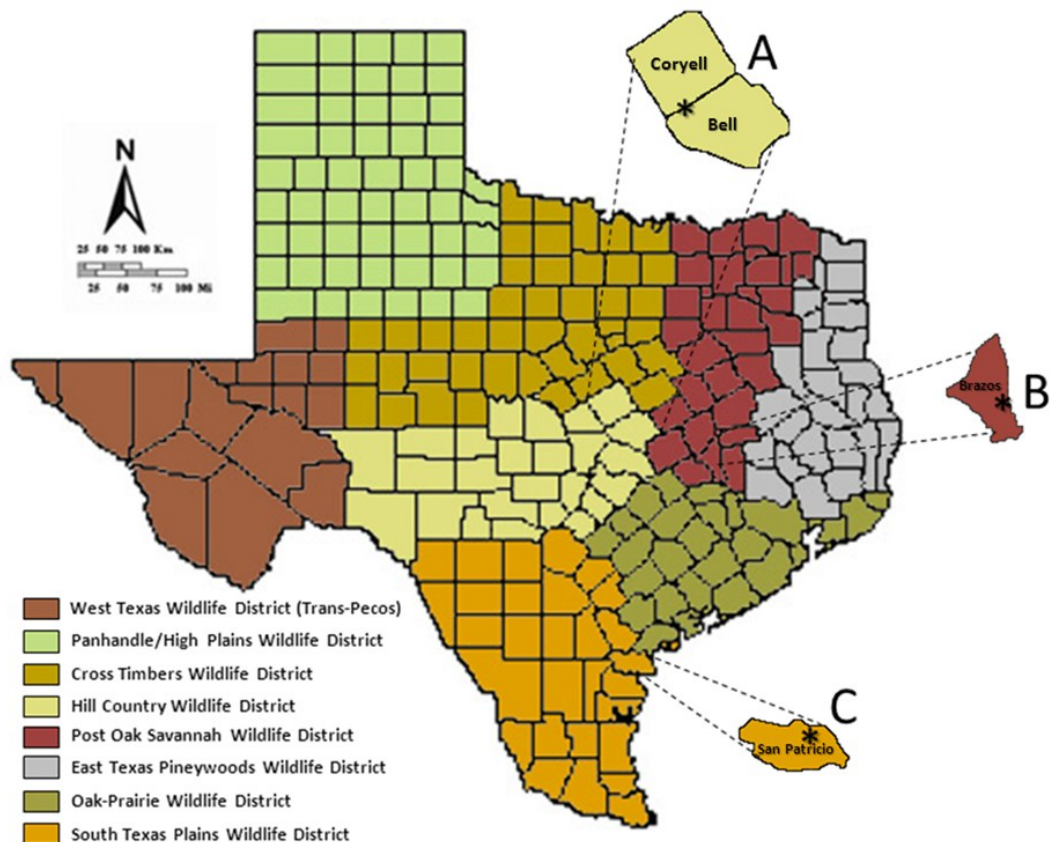 A
Coryell
Bell
N
25 50 75 100 Km
25 50 75 100 Mi
B
Brazos
C
San Patricio
West Texas Wildlife District (Trans-Pecos)
Panhandle/High Plains Wildlife District
Cross Timbers Wildlife District
Hill Country Wildlife District
Post Oak Savannah Wildlife District
East Texas Pineywoods Wildlife District
Oak-Prairie Wildlife District
South Texas Plains Wildlife District